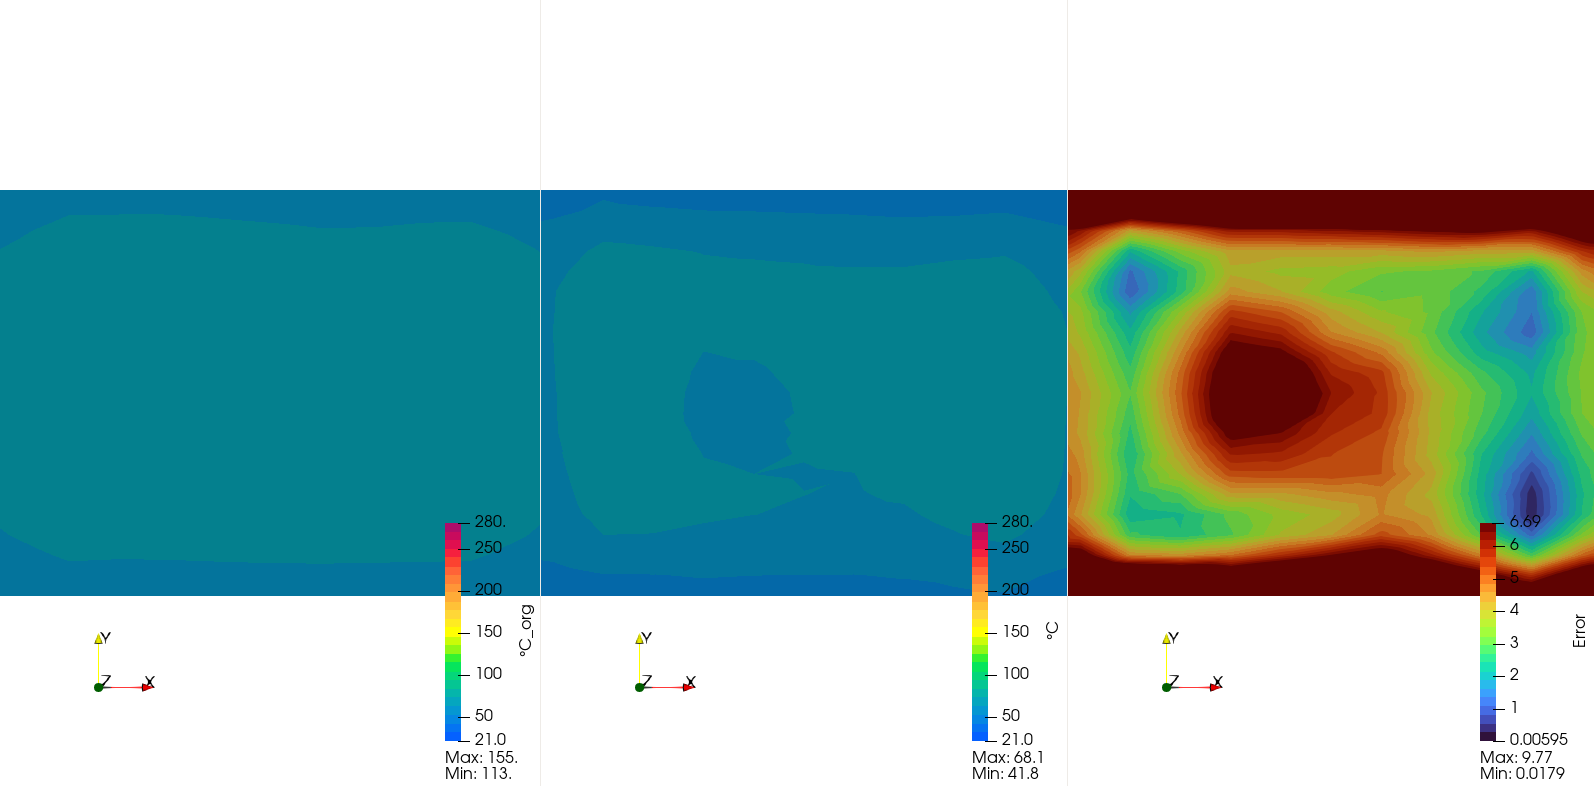 280.
250
200
150
100
50
21.0
°C_org
Max: 155.
Min: 113.
Y
Z
X
280.
250
200
150
100
50
21.0
°C
Max: 68.1
Min: 41.8
Y
Z
X
6.69
6
5
4
3
2
1
0.00595
Error
Max: 9.77
Min: 0.0179
Y
Z
X